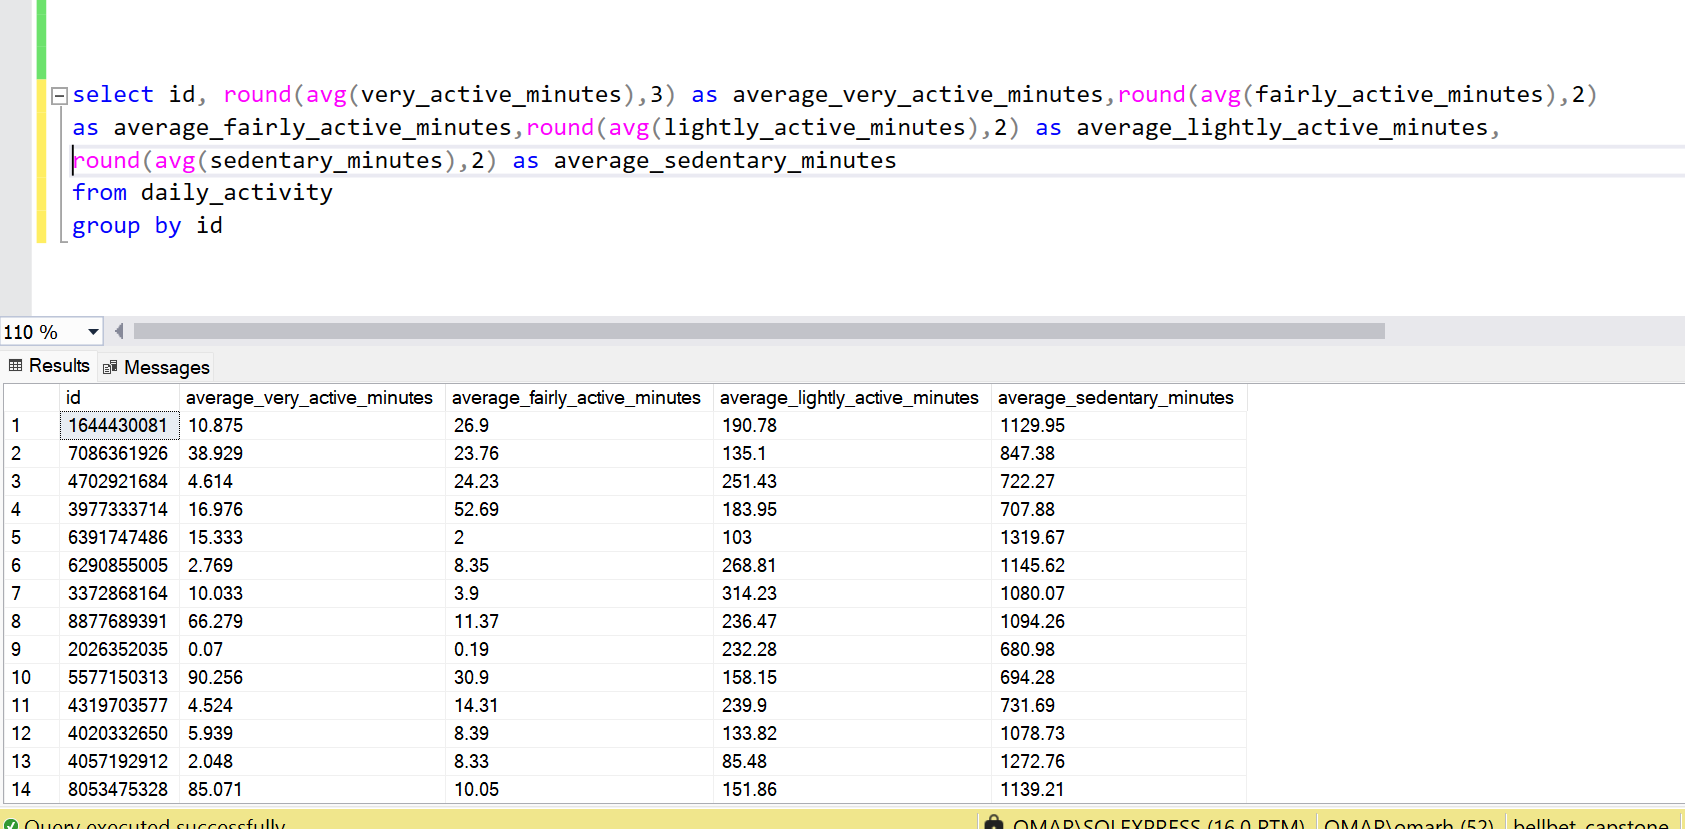 select id, round(avg(very_active_minutes),3) as average_very_active_minutes,round(avg(fairly_active_minutes),2)
as average_fairly_active_minutes,round(avg(lightly_active_minutes),2) as average_lightly_active_minutes,
round(avg(sedentary_minutes),2) as average_sedentary_minutes
from daily_activity
group by id
110 %
Results Messages
id average_very_active_minutes average_fairly_active_minutes average_lightly_active_minutes average_sedentary_minutes
1 1644430081 10.875 26.9 190.78 1129.95
2 7086361926 38.929 23.76 135.1 847.38
3 4702921684 4.614 24.23 251.43 722.27
4 3977333714 16.976 52.69 183.95 707.88
5 6391747486 15.333 2 103 1319.67
6 6290855005 2.769 8.35 268.81 1145.62
7 3372868164 10.033 3.9 314.23 1080.07
8 8877689391 66.279 11.37 236.47 1094.26
9 2026352035 0.07 0.19 232.28 680.98
10 5577150313 90.256 30.9 158.15 694.28
11 4319703577 4.524 14.31 239.9 731.69
12 4020332650 5.939 8.39 133.82 1078.73
13 4057192912 2.048 8.33 85.48 1272.76
14 8053475328 85.071 10.05 151.86 1139.21
Query executed successfully OMAR\SQLEXPRESS (16.0 RTM) OMAR\omarh (52) bellbet_capstone